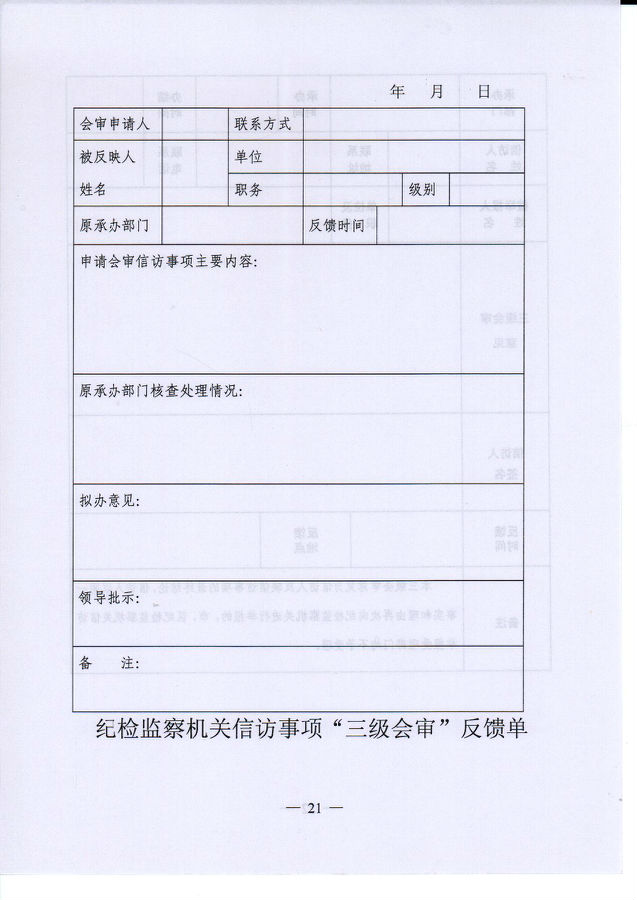 年 月 日
会审申请人 联系方式
被反映人 单位
姓名 职务 级别
原承办部门 反馈时间
申请会审信访事项主要内容:
原承办部门核查处理情况:
拟办意见:
领导批示:
备 注:
纪检监察机关信访事项“三级会审”反馈单
— 21 —